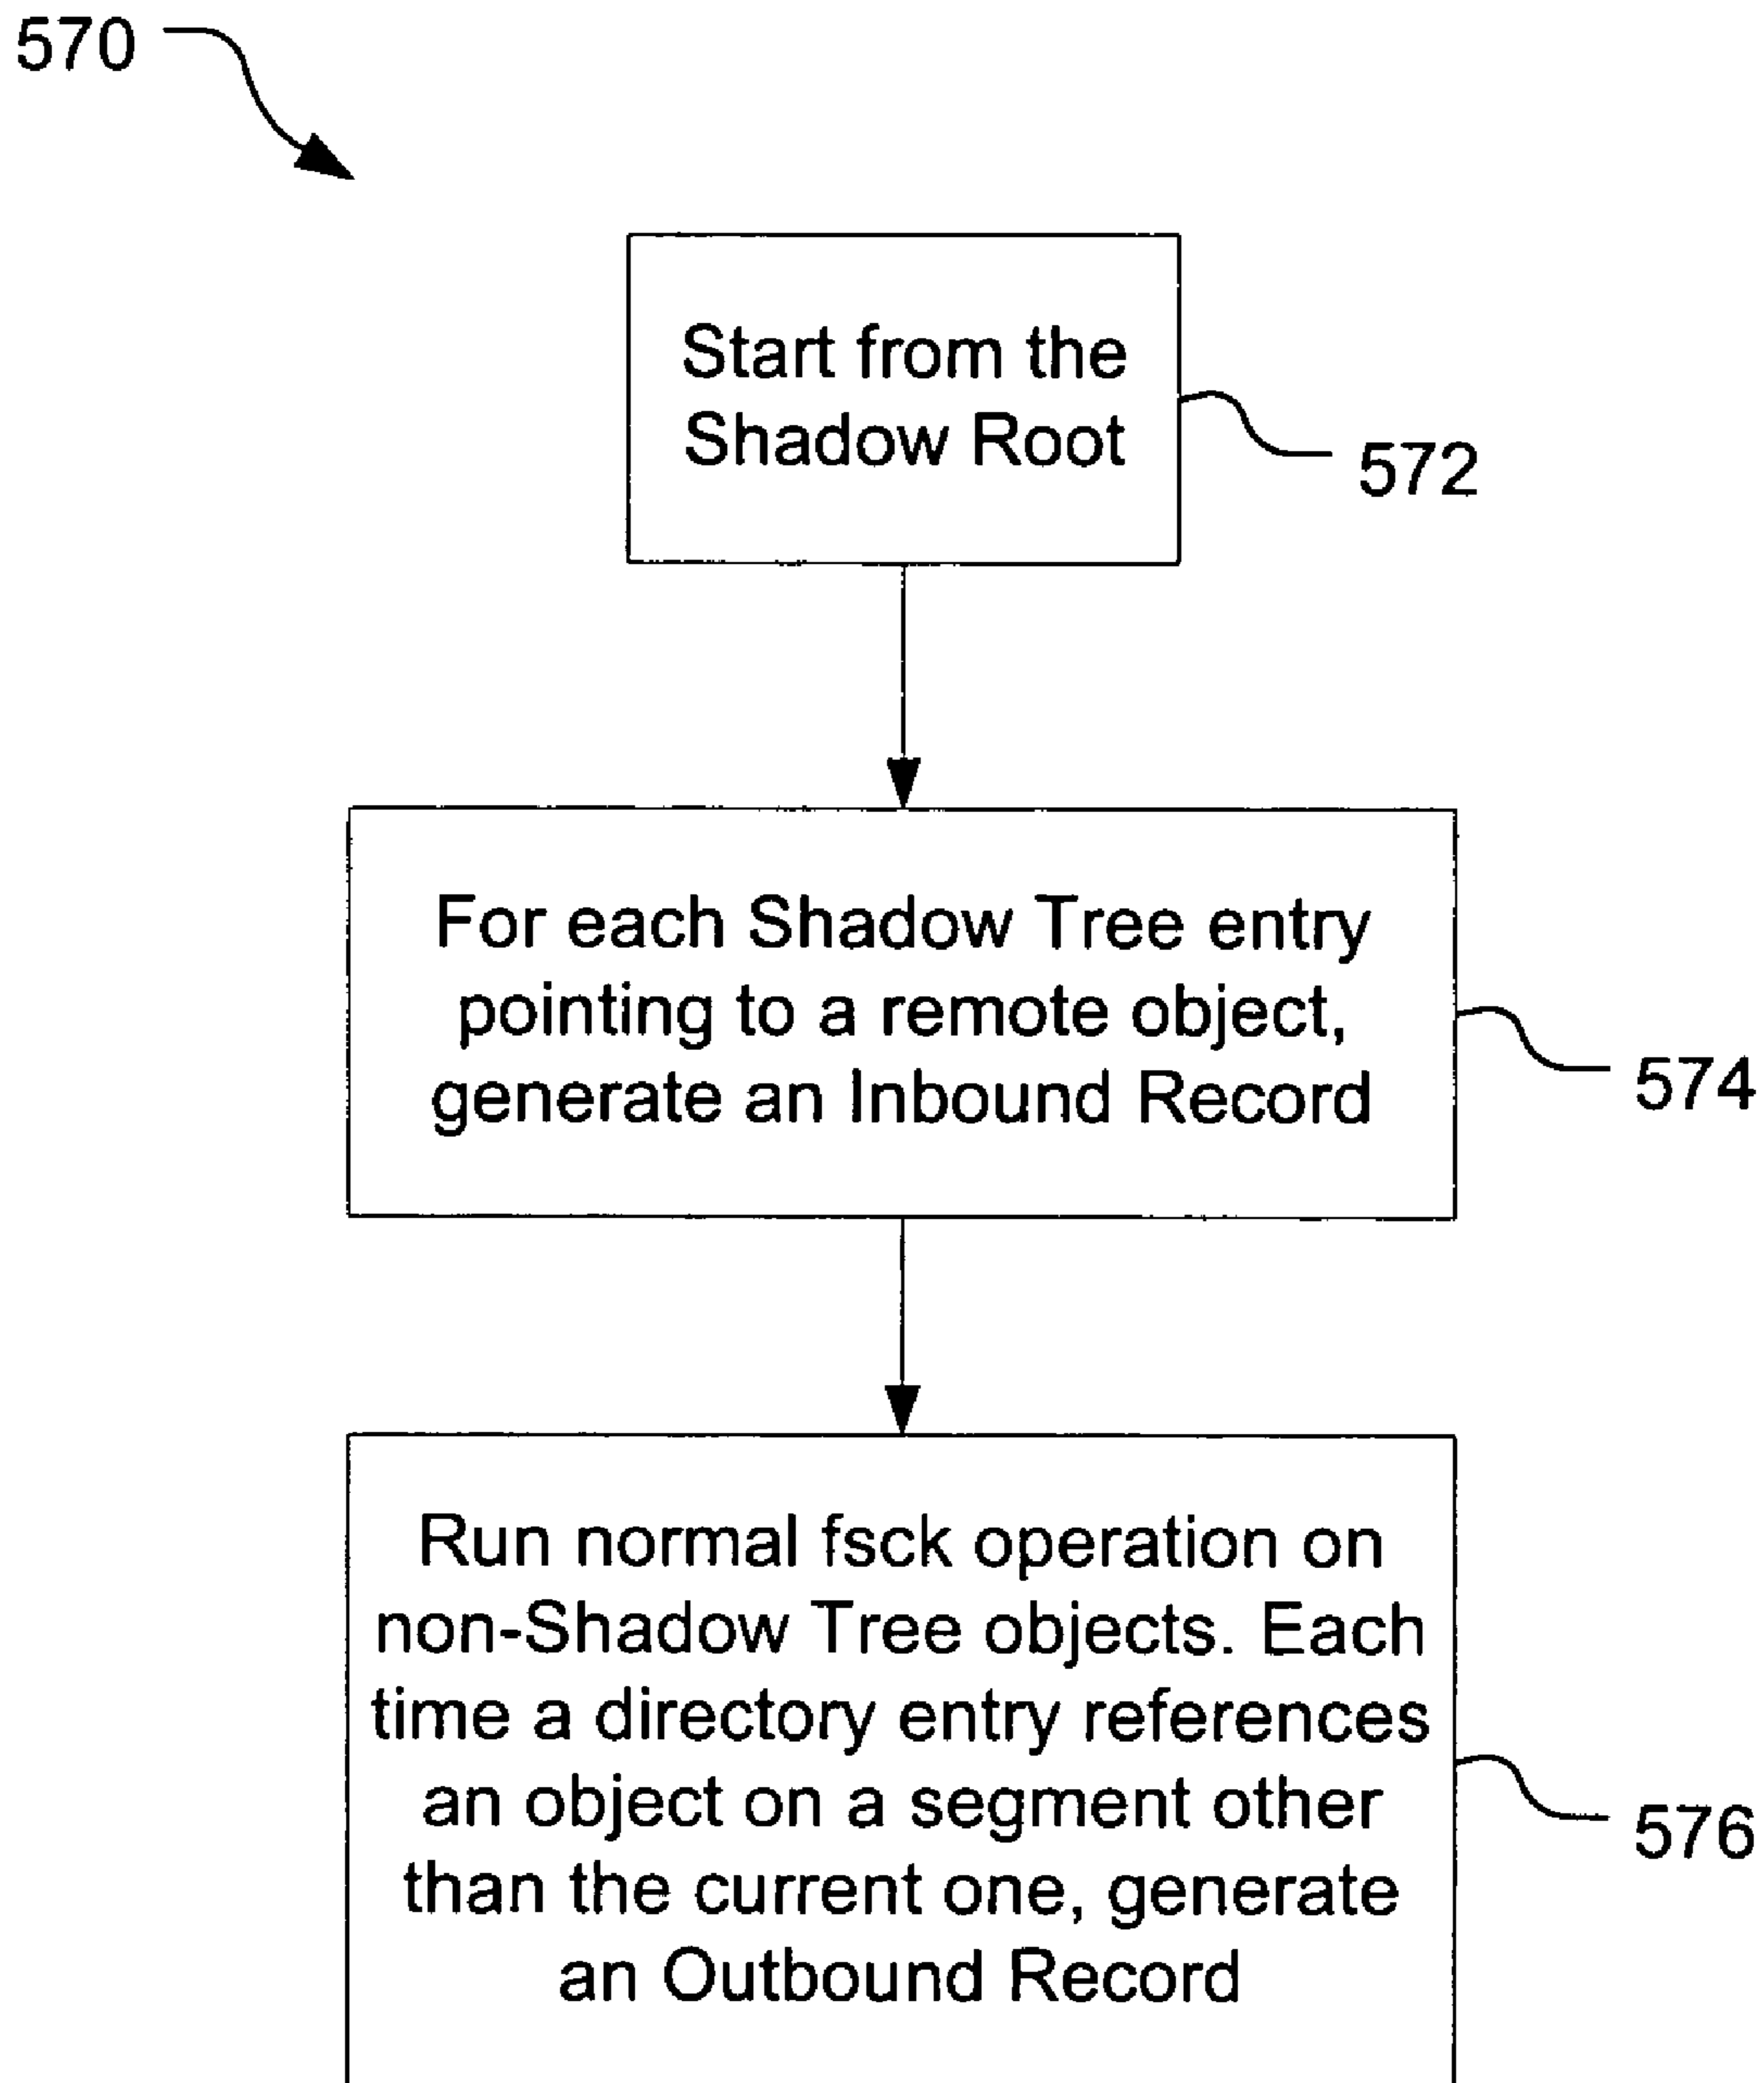 570
Start from the
Shadow Root
572
For each Shadow Tree entry
pointing to a remote object,
generate an Inbound Record
574
Run normal fsck operation on
non-Shadow Tree objects. Each
time a directory entry references
an object on a segment other
than the current one, generate
an Outbound Record
576